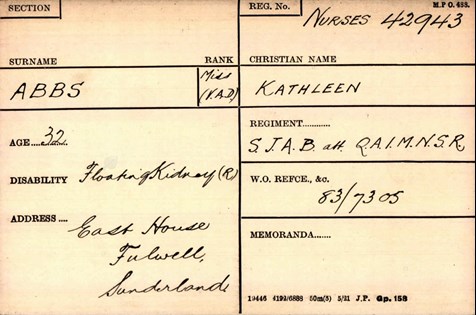 SECTION
REG. No.
M.P.O. 488.
NURSES 42943
SURNAME RANK
CHRISTIAN NAME
ABBS
Miss
(V.A.D)
KATHLEEN
AGE....32
REGIMENT............
S.J.A.B. att. Q.A.I.M.N.S.R
DISABILITY Floating Kidney (R)
W.O. REFCE., &c.
83/7305
ADDRESS....
East House
Fulwell,
Sunderland
MEMORANDA......
19446 4192/6888 50m(3) 5/21 J.P. Gp. 158